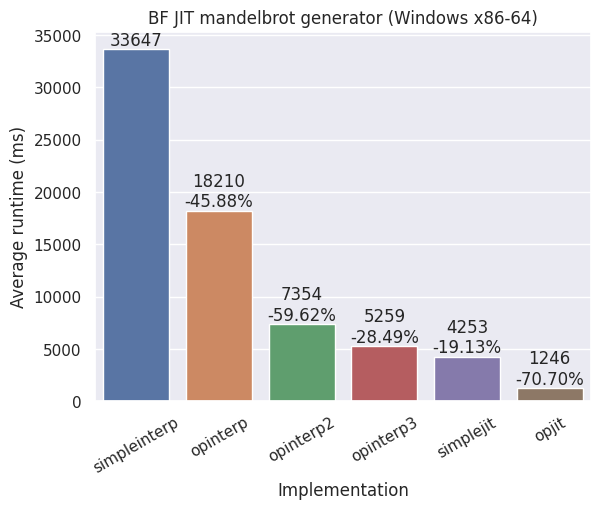 BF JIT mandelbrot generator (Windows x86-64)
35000
30000
25000
20000
15000
10000
5000
0
Average runtime (ms)
33647
18210
-45.88%
7354
-59.62%
5259
-28.49%
4253
-19.13%
1246
-70.70%
simpleinterp
opinterp
opinterp2
opinterp3
simplejit
opjit
Implementation